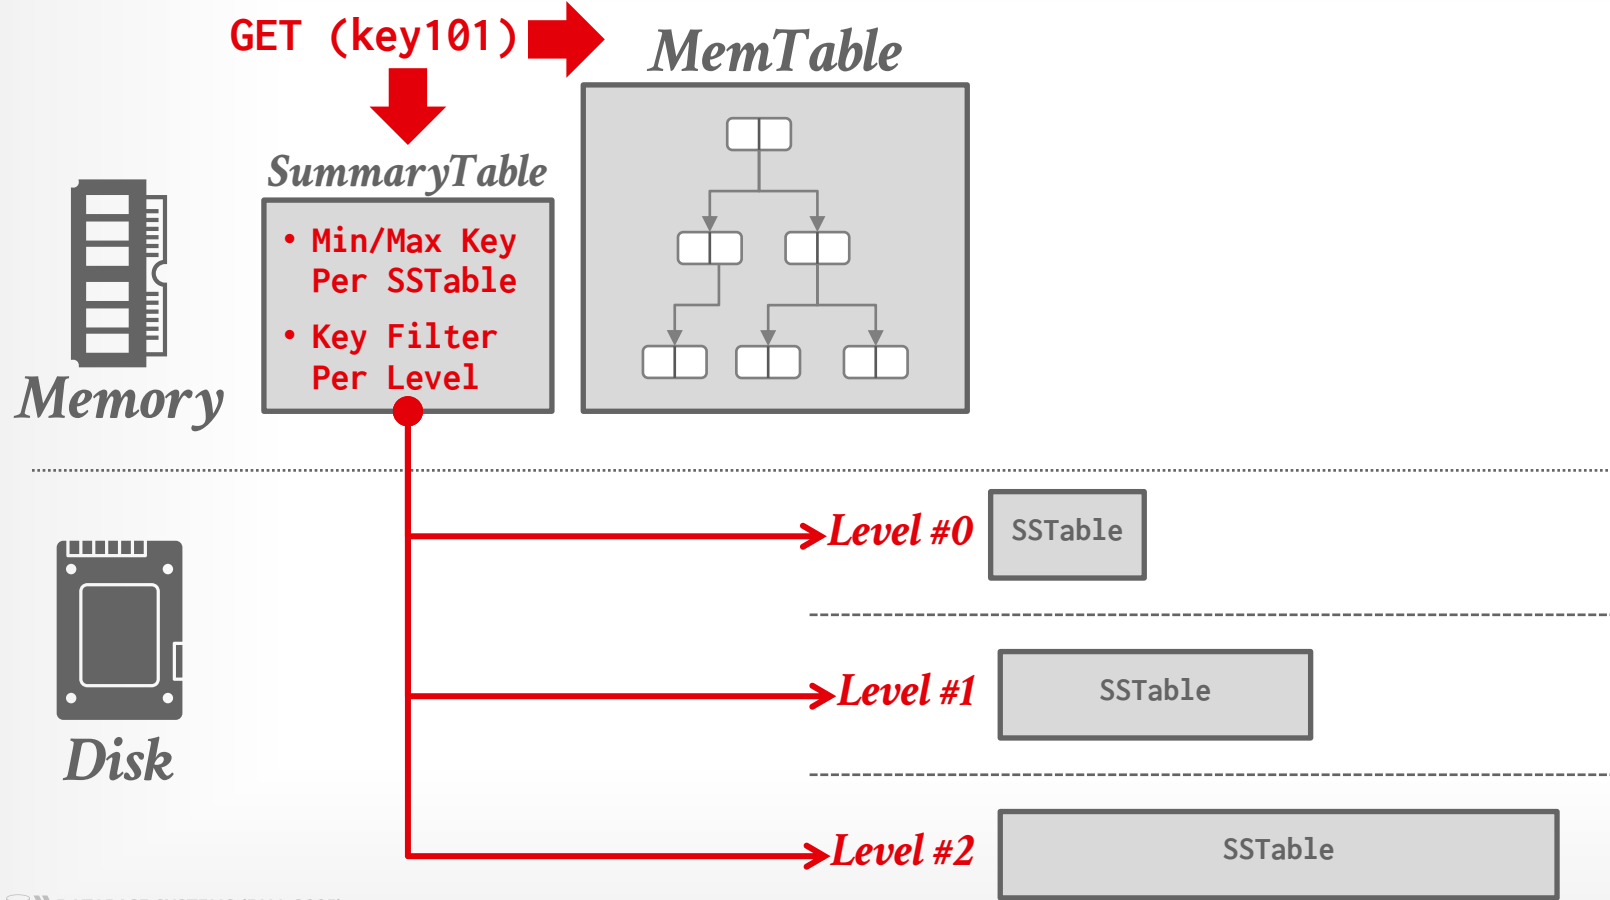 GET (key101)
MemTable
SummaryTable
• Min/Max Key
Per SSTable
• Key Filter
Per Level
Memory
Level #0
SSTable
Level #1
SSTable
Disk
Level #2
SSTable